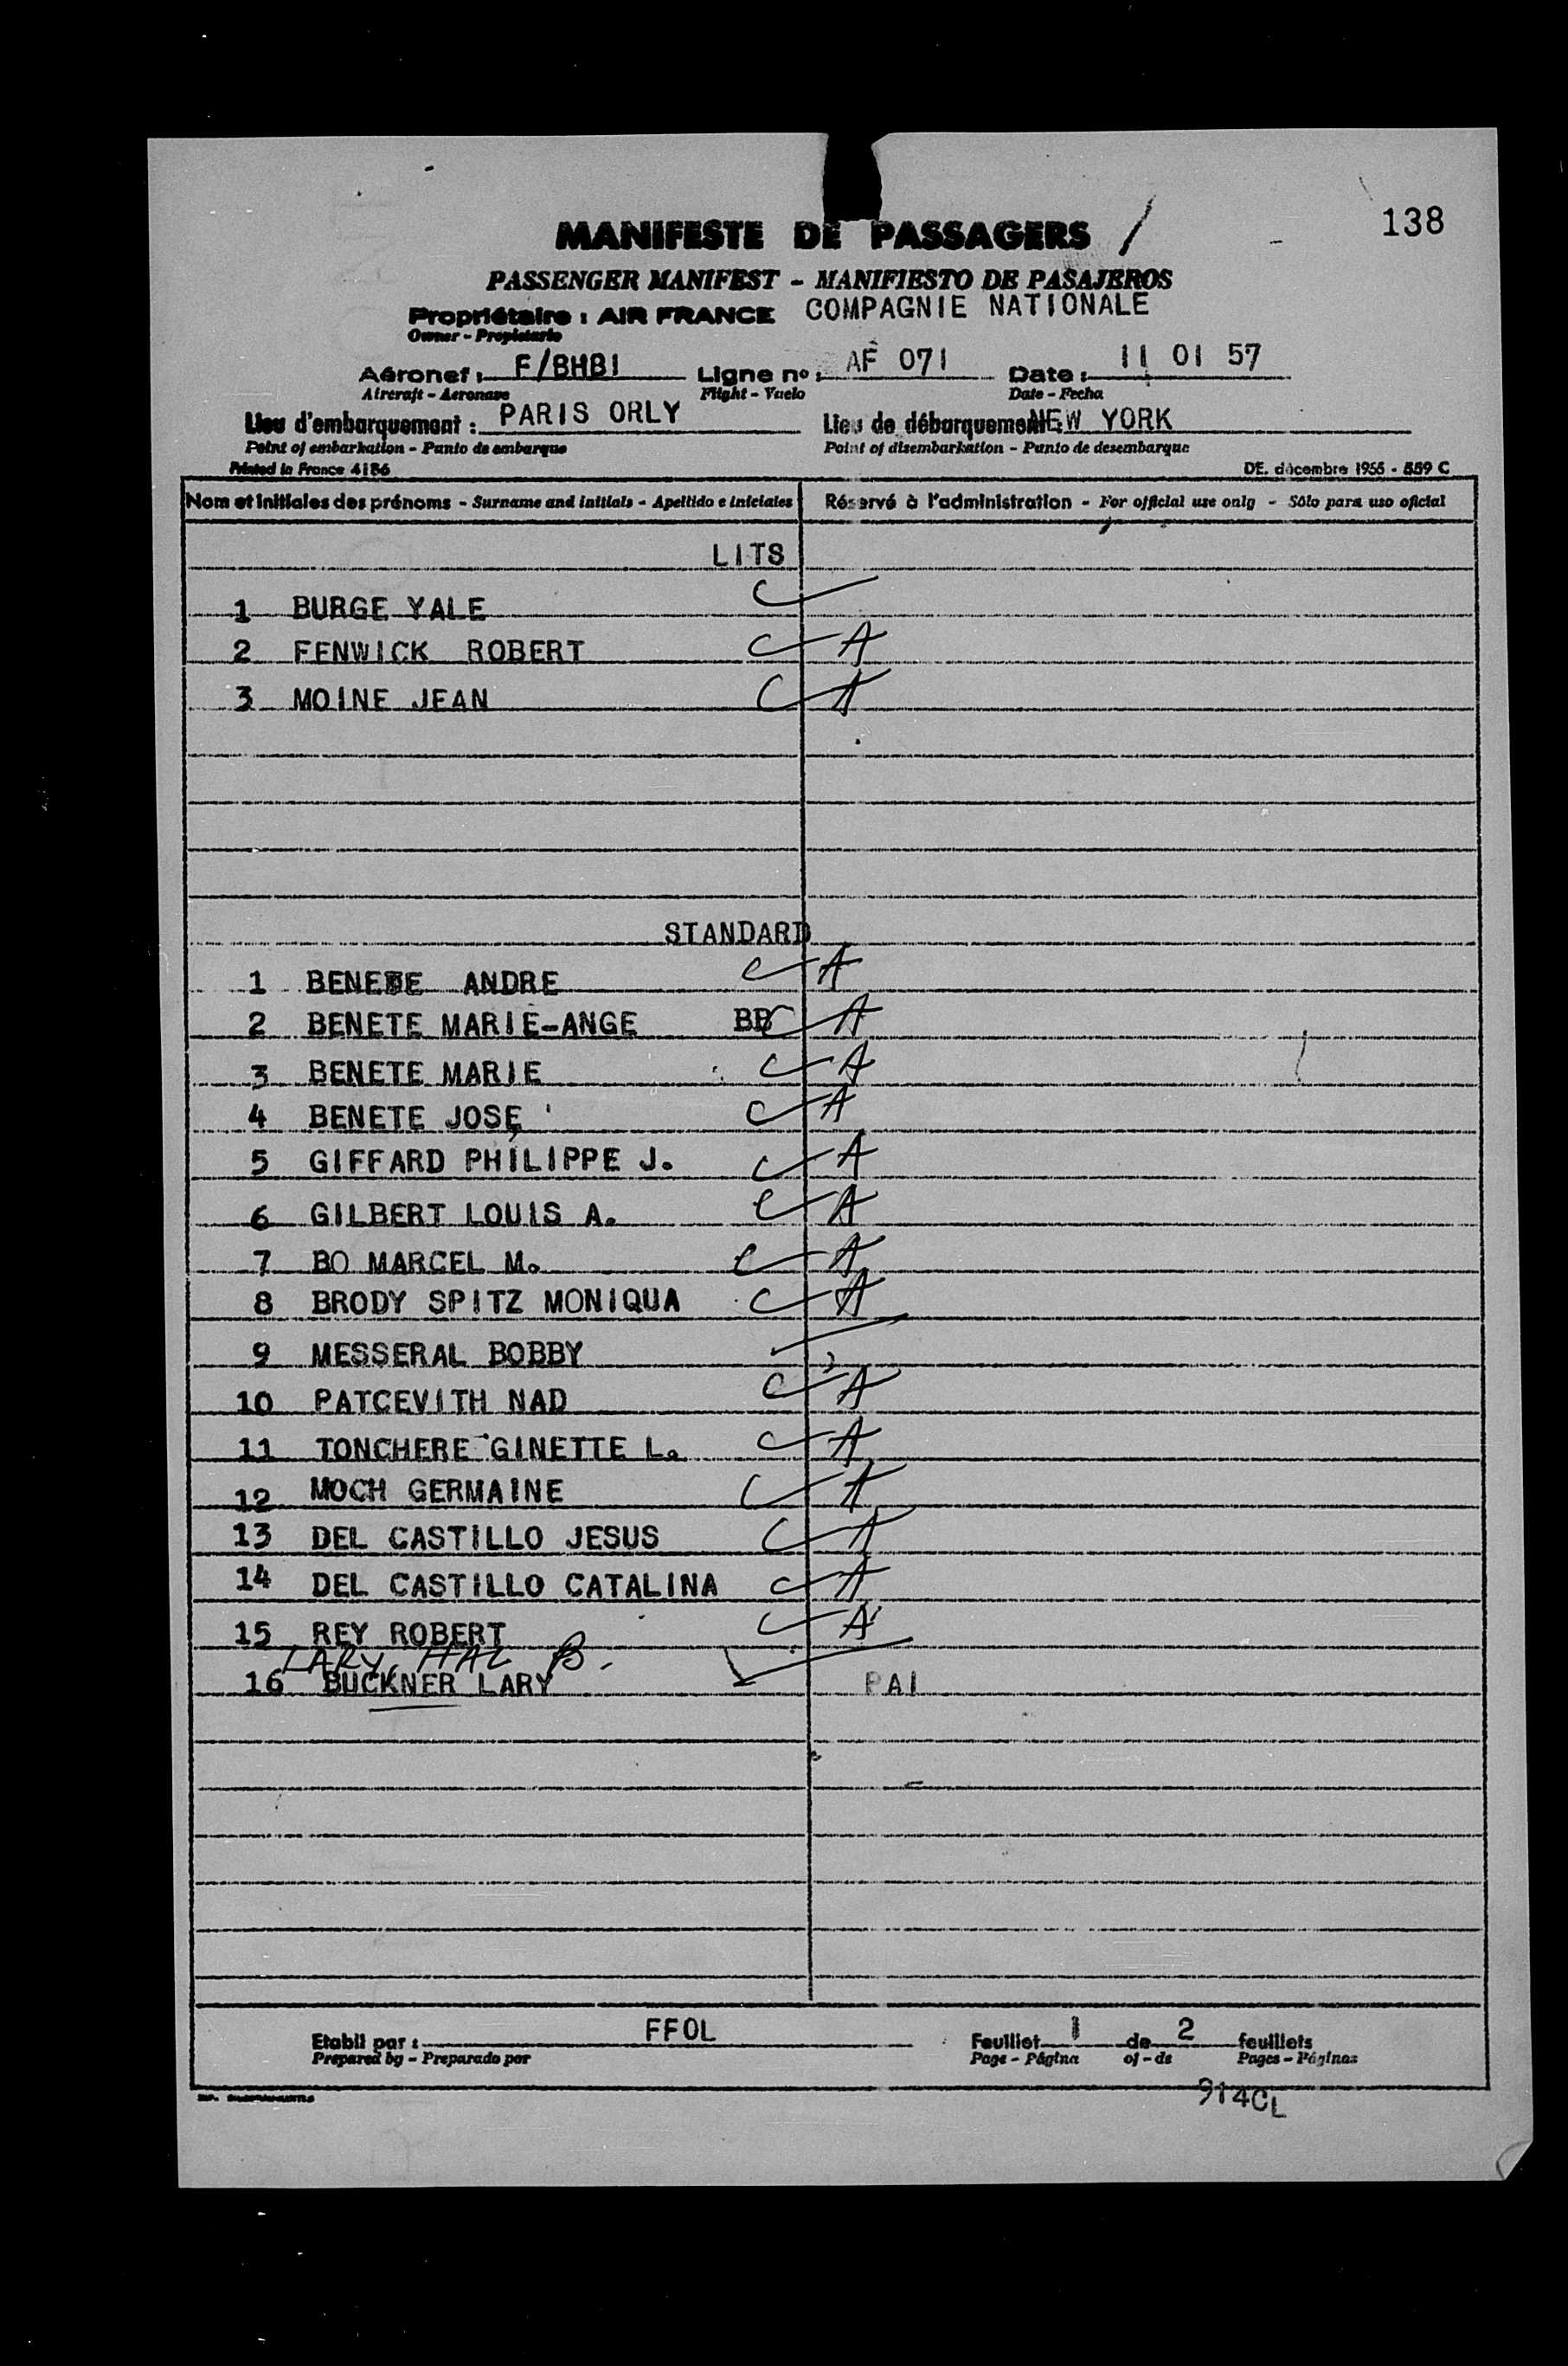 138
MANIFESTE DE PASSAGERS /
PASSENGER MANIFEST - MANIFIESTO DE PASAJEROS
Propriétaire : AIR FRANCE COMPAGNIE NATIONALE
Owner - Propietario
Aéronef : F/BHBI Ligne nº : AF 071 Date : 11 01 57
Aircraft - Aeronave Flight - Vuelo Date - Fecha
Lieu d'embarquement : PARIS ORLY Lieu de débarquement NEW YORK
Point of embarkation - Punto de embarque Point of disembarkation - Punto de desembarque
Printed in France 4186 DE. décembre 1955 - 559 C
Nom et initiales des prénoms - Surname and initials - Apellido e iniciales Réservé à l'administration - For official use only - Sólo para uso oficial
LITS
1 BURGE YALE C
2 FENWICK ROBERT C A
3 MOINE JEAN C A
STANDARD
1 BENETE ANDRE C A
2 BENETE MARIE-ANGE BB C A
3 BENETE MARIE C A
4 BENETE JOSE C A
5 GIFFARD PHILIPPE J. C A
6 GILBERT LOUIS A. C A
7 BO MARCEL M. C A
8 BRODY SPITZ MONIQUA C A
9 MESSERAL BOBBY
10 PATCEVITH NAD C A
11 TONCHERE GINETTE L. C A
12 MOCH GERMAINE C A
13 DEL CASTILLO JESUS C A
14 DEL CASTILLO CATALINA C A
15 REY ROBERT C A
LARY, HAL B.
16 BUCKNER LARY PAI
Etabli par : FFOL Feuillet 1 de 2 feuillets
Prepared by - Preparado por Page - Página of - de Pages - Páginas
914CL